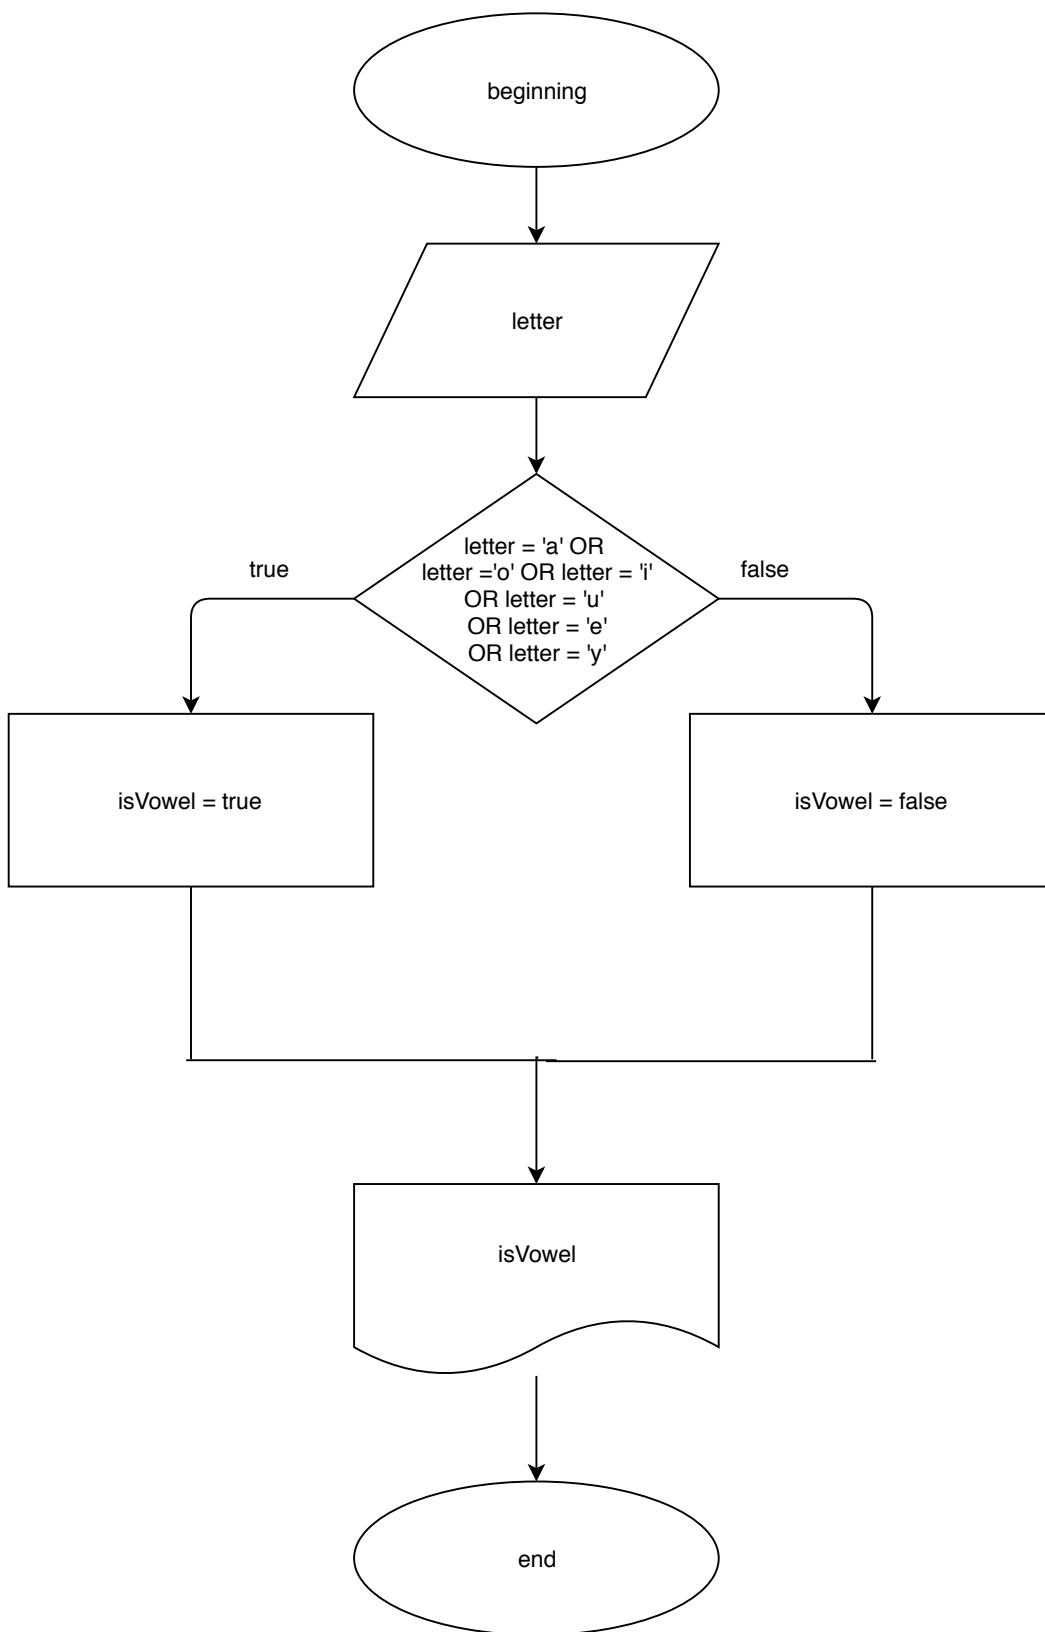 beginning
letter
letter = 'a' OR
letter ='o' OR letter = 'i'
OR letter = 'u'
OR letter = 'e'
OR letter = 'y'
true
false
isVowel = true
isVowel = false
isVowel
end